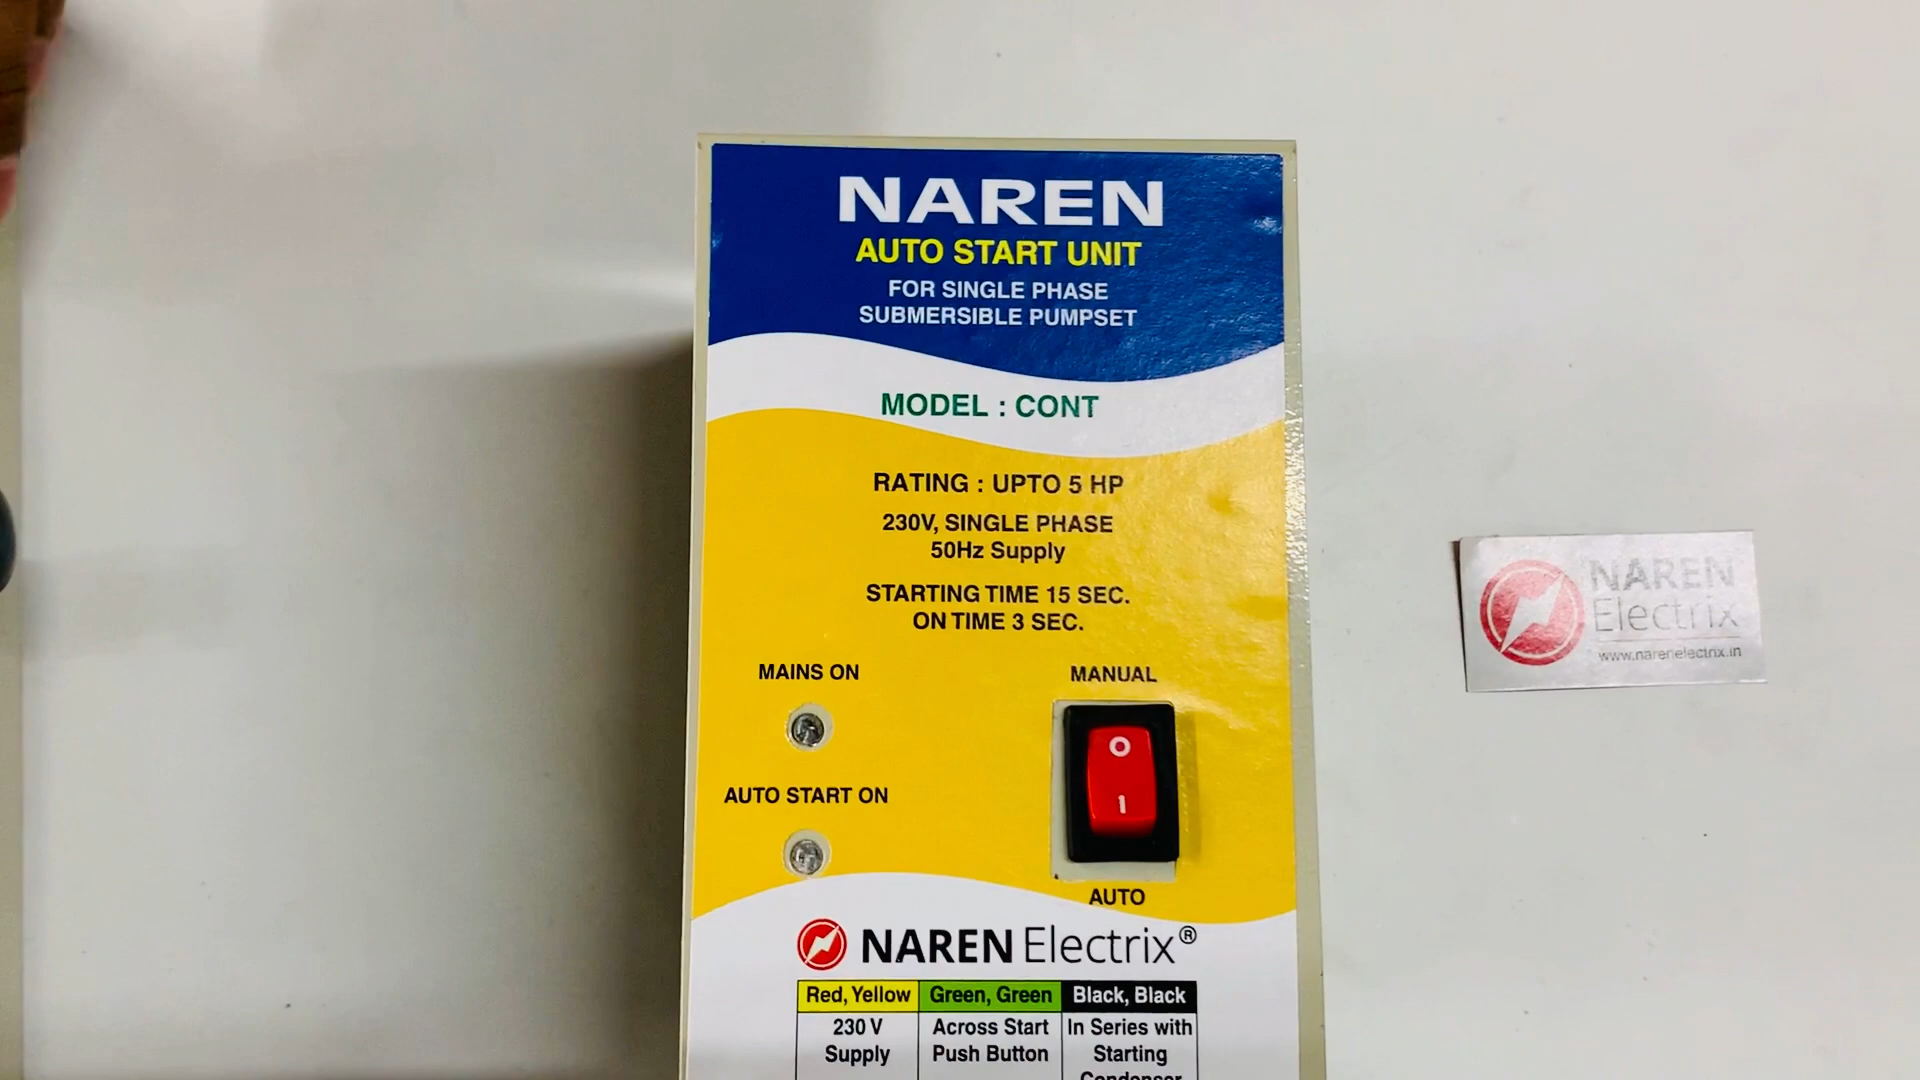 NAREN
AUTO START UNIT
FOR SINGLE PHASE
SUBMERSIBLE PUMPSET
MODEL : CONT
RATING : UPTO 5 HP
230V, SINGLE PHASE
50Hz Supply
STARTING TIME 15 SEC.
ON TIME 3 SEC.
MAINS ON
MANUAL
O
I
AUTO START ON
AUTO
NAREN Electrix®
Red, Yellow
Green, Green
Black, Black
230 V
Supply
Across Start
Push Button
In Series with
Starting
Condenser
NAREN
Electrix
www.narenelectrix.in